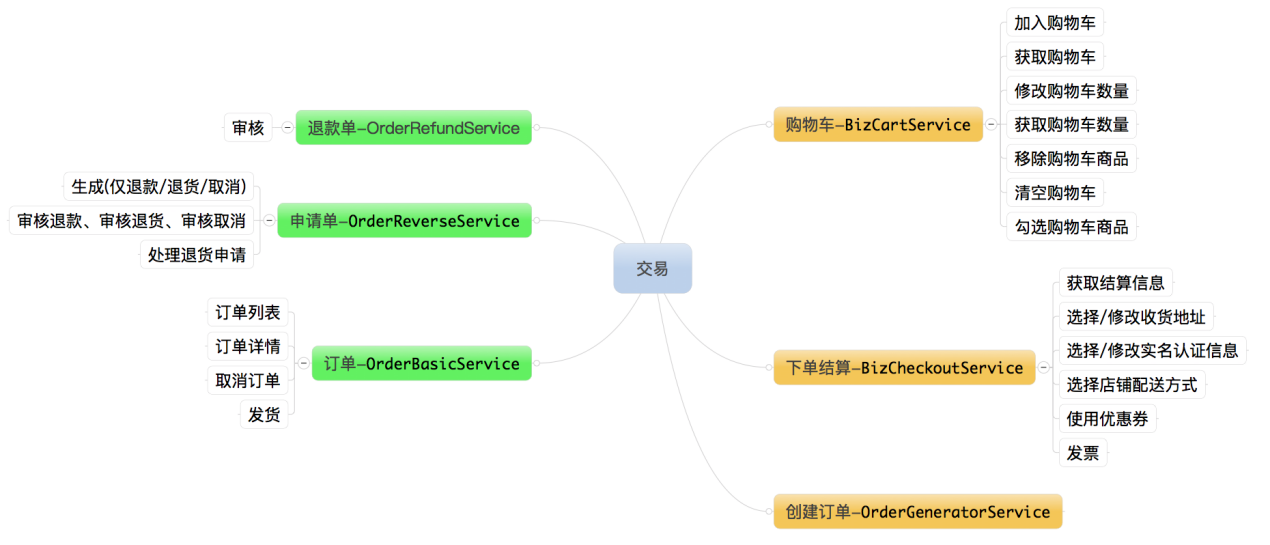 交易
退款单–OrderRefundService
审核
申请单–OrderReverseService
生成(仅退款/退货/取消)
审核退款、审核退货、审核取消
处理退货申请
订单–OrderBasicService
订单列表
订单详情
取消订单
发货
购物车–BizCartService
加入购物车
获取购物车
修改购物车数量
获取购物车数量
移除购物车商品
清空购物车
勾选购物车商品
下单结算–BizCheckoutService
获取结算信息
选择/修改收货地址
选择/修改实名认证信息
选择店铺配送方式
使用优惠券
发票
创建订单–OrderGeneratorService